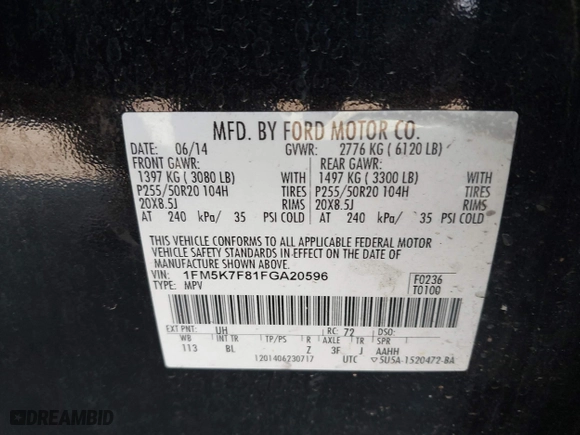 MFD. BY FORD MOTOR CO.
DATE: 06/14 GVWR: 2776 KG ( 6120 LB)
FRONT GAWR: REAR GAWR:
1397 KG ( 3080 LB) WITH 1497 KG ( 3300 LB) WITH
P255/50R20 104H TIRES P255/50R20 104H TIRES
20X8.5J RIMS 20X8.5J RIMS
AT 240 kPa/ 35 PSI COLD AT 240 kPa/ 35 PSI COLD
THIS VEHICLE CONFORMS TO ALL APPLICABLE FEDERAL MOTOR
VEHICLE SAFETY STANDARDS IN EFFECT ON THE DATE OF
MANUFACTURE SHOWN ABOVE.
VIN: 1FM5K7F81FGA20596 F0236
TYPE: MPV T0100
EXT PNT: UH RC: 72 DSO:
WB INT TR TP/PS R AXLE TR SPR
113 BL Z 3F J AAHH
1201406230717 UTC 5U5A-1520472-BA
DREAMBID